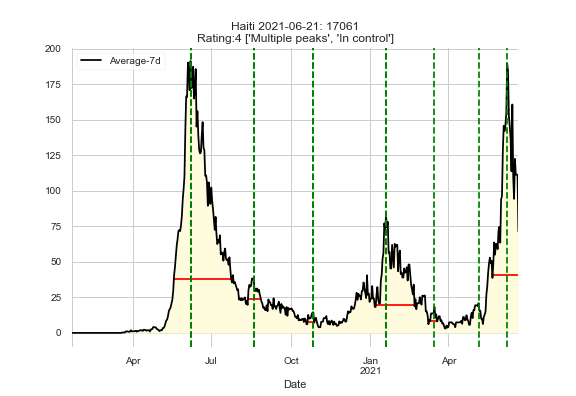 Haiti 2021-06-21: 17061
Rating:4 ['Multiple peaks', 'In control']
200
175
150
125
100
75
50
25
0
Average-7d
Apr
Jul
Oct
Jan
2021
Apr
Date